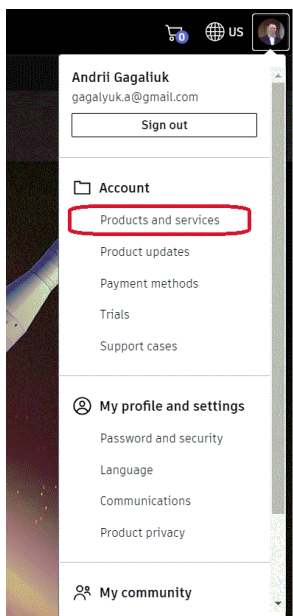 0 US
Andrii Gagaliuk
gagalyuk.a@gmail.com
Sign out
Account
Products and services
Product updates
Payment methods
Trials
Support cases
My profile and settings
Password and security
Language
Communications
Product privacy
My community